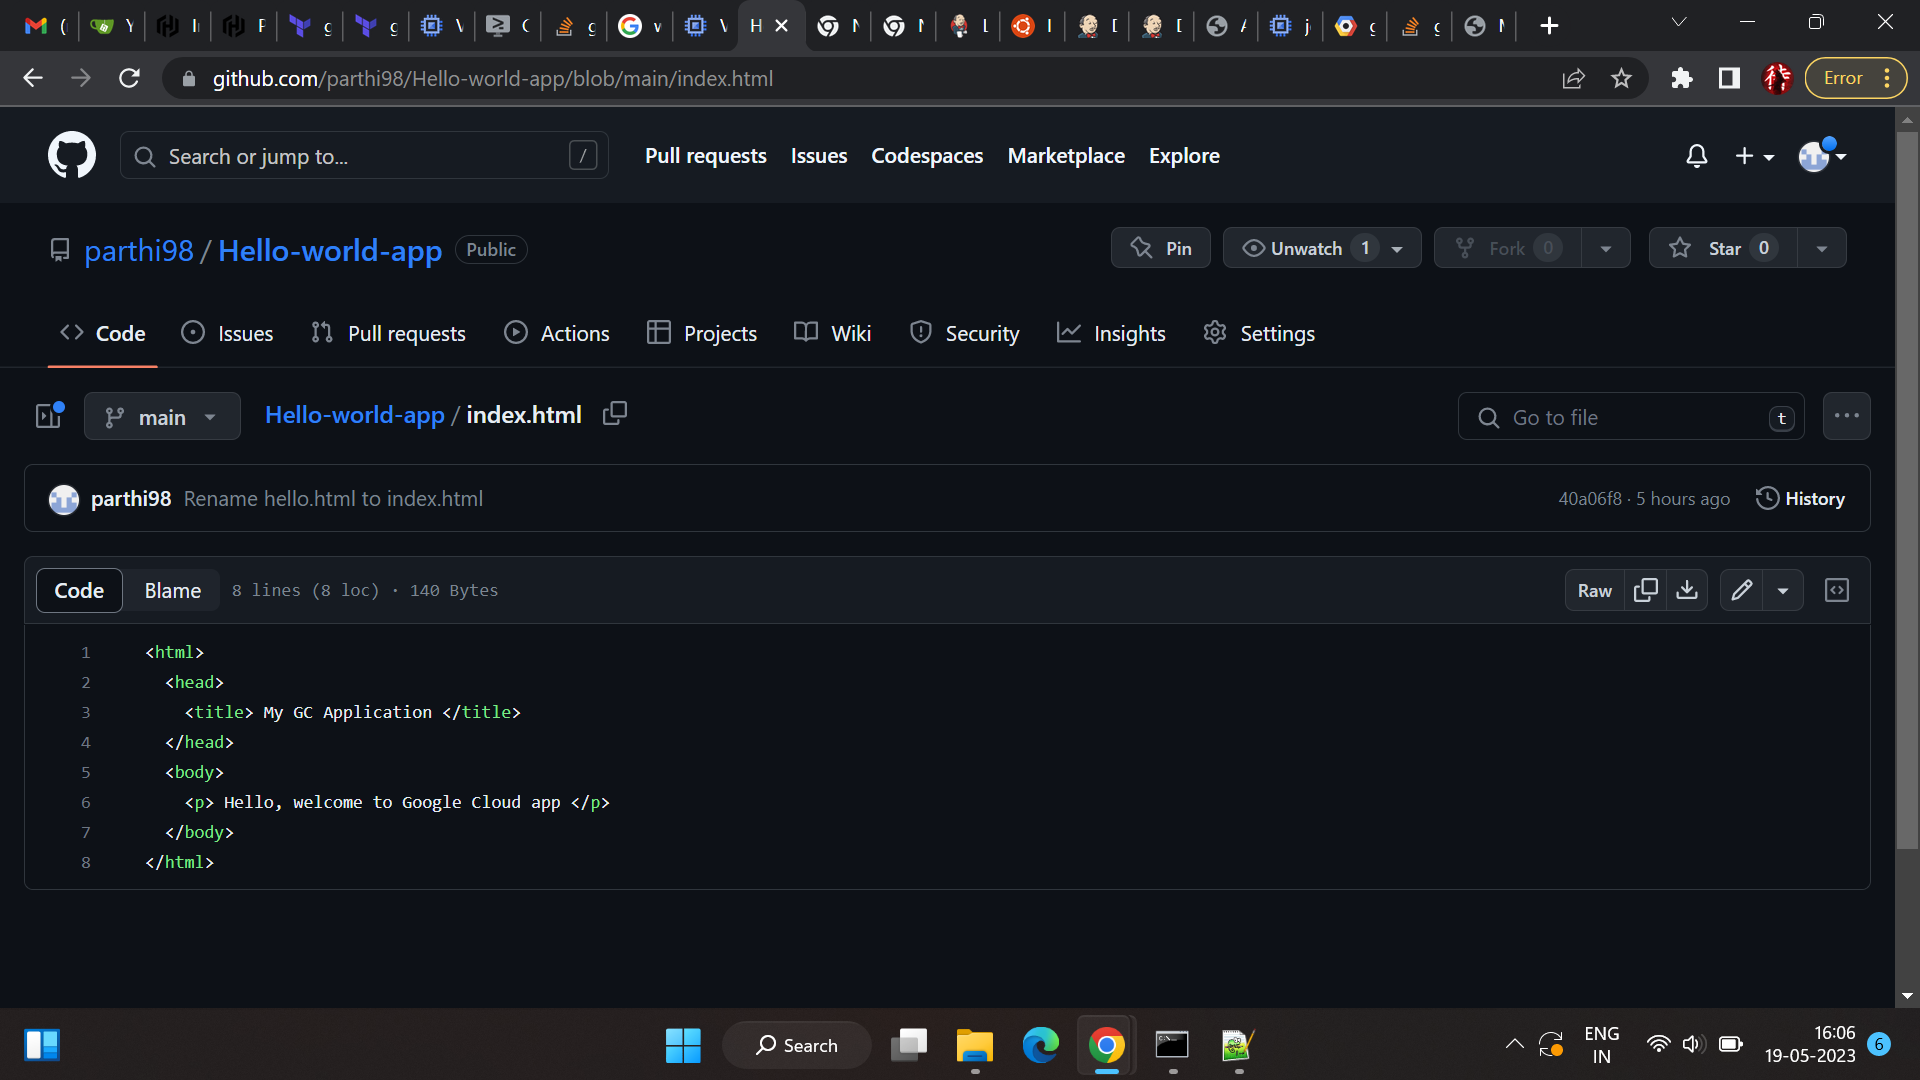 github.com/parthi98/Hello-world-app/blob/main/index.html
Error
Search or jump to...
/
Pull requests
Issues
Codespaces
Marketplace
Explore
parthi98 / Hello-world-app
Public
Pin
Unwatch 1
Fork 0
Star 0
Code
Issues
Pull requests
Actions
Projects
Wiki
Security
Insights
Settings
main
Hello-world-app / index.html
Go to file
t
parthi98 Rename hello.html to index.html
40a06f8 · 5 hours ago
History
Code
Blame
8 lines (8 loc) · 140 Bytes
Raw
1 <html>
2 <head>
3 <title> My GC Application </title>
4 </head>
5 <body>
6 <p> Hello, welcome to Google Cloud app </p>
7 </body>
8 </html>
Search
ENG
IN
16:06
19-05-2023
6